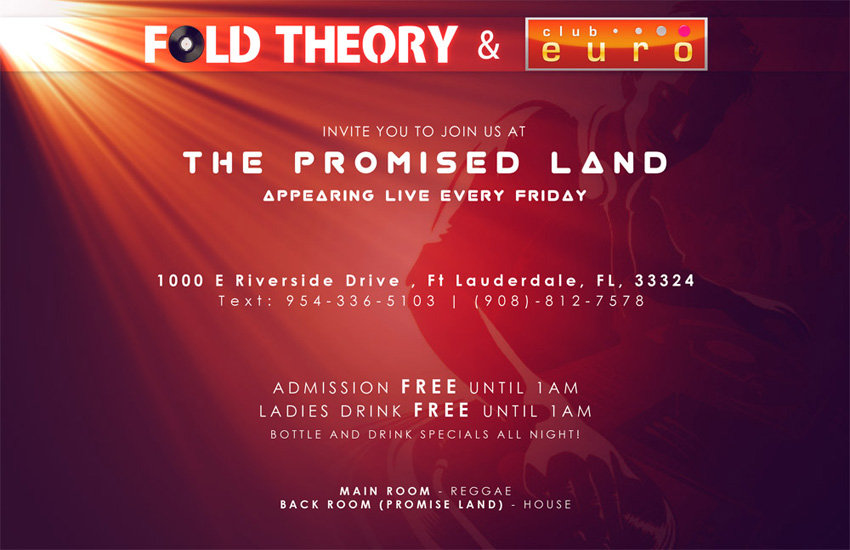 FOLD THEORY & club euro
INVITE YOU TO JOIN US AT
THE PROMISED LAND
APPEARING LIVE EVERY FRIDAY
1000 E Riverside Drive , Ft Lauderdale, FL, 33324
Text: 954-336-5103 | (908)-812-7578
ADMISSION FREE UNTIL 1AM
LADIES DRINK FREE UNTIL 1AM
BOTTLE AND DRINK SPECIALS ALL NIGHT!
MAIN ROOM - REGGAE
BACK ROOM (PROMISE LAND) - HOUSE